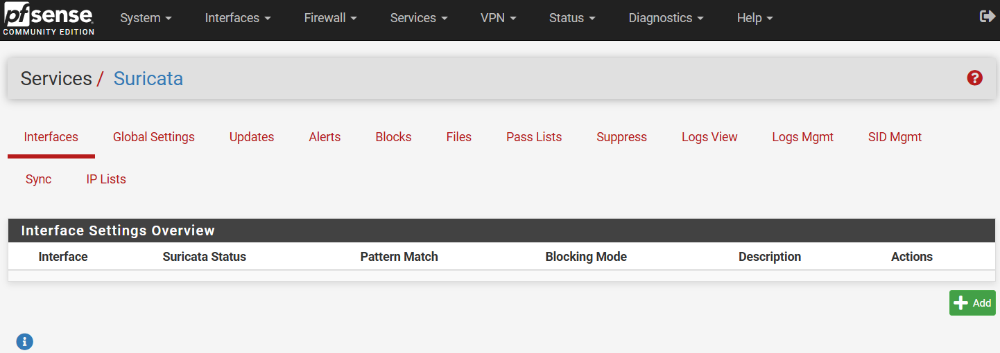 pfsense
COMMUNITY EDITION
System Interfaces Firewall Services VPN Status Diagnostics Help
Services / Suricata
Interfaces Global Settings Updates Alerts Blocks Files Pass Lists Suppress Logs View Logs Mgmt SID Mgmt
Sync IP Lists
Interface Settings Overview
Interface Suricata Status Pattern Match Blocking Mode Description Actions
Add